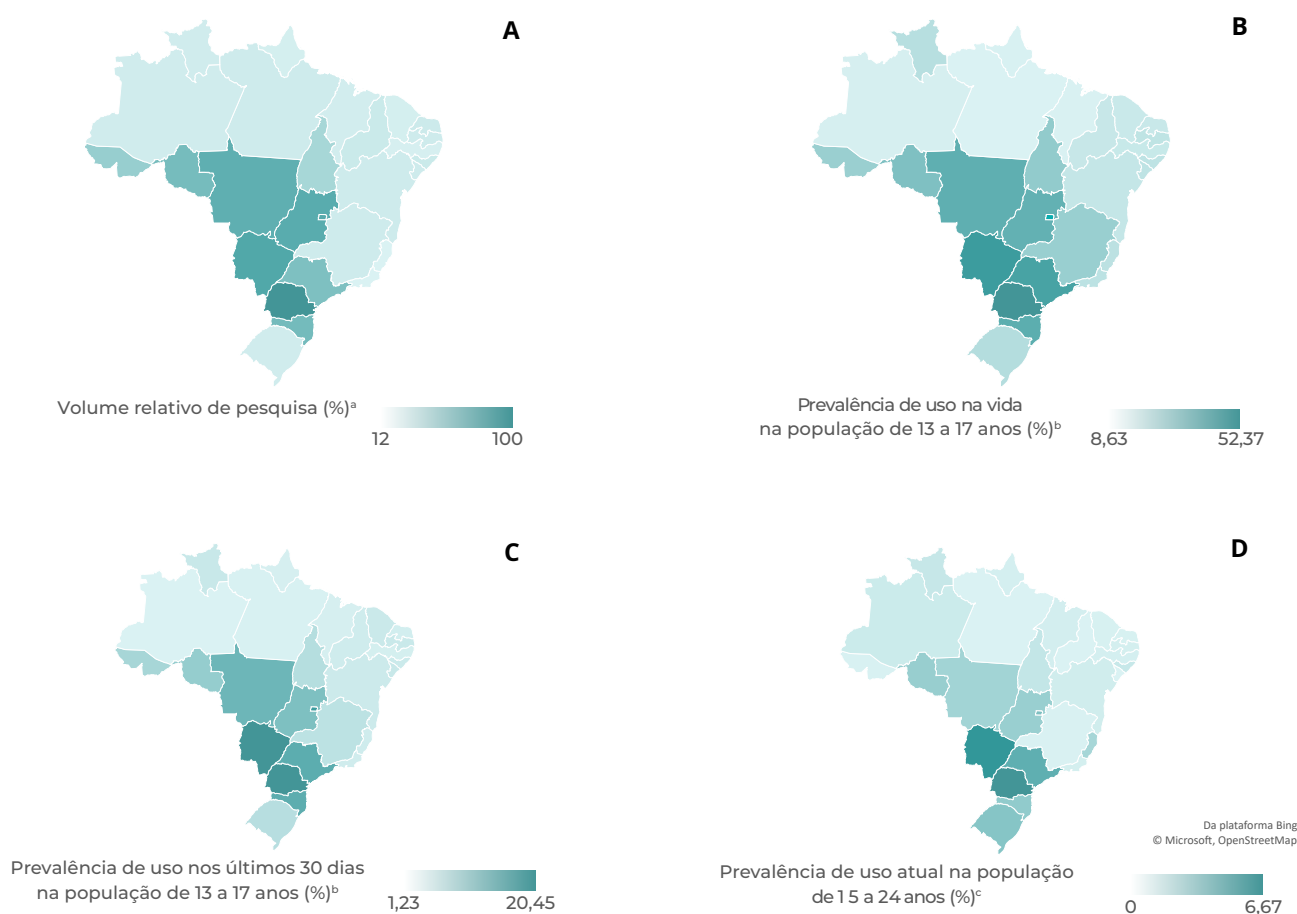 A
Volume relativo de pesquisa (%)ᵃ
12 100
B
Prevalência de uso na vida
na população de 13 a 17 anos (%)ᵇ
8,63 52,37
C
Prevalência de uso nos últimos 30 dias
na população de 13 a 17 anos (%)ᵇ
1,23 20,45
D
Da plataforma Bing
© Microsoft, OpenStreetMap
Prevalência de uso atual na população
de 15 a 24 anos (%)ᶜ
0 6,67